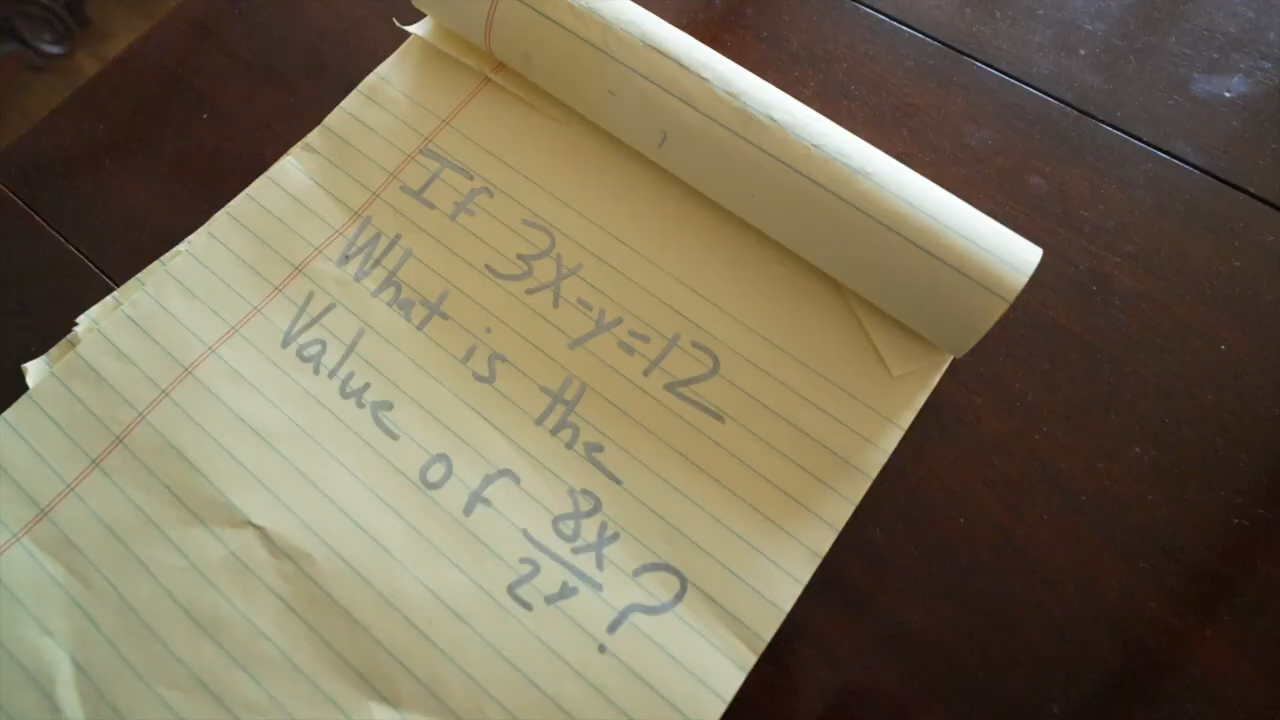 If 3x-y=12
What is the
Value of 8x/2y?